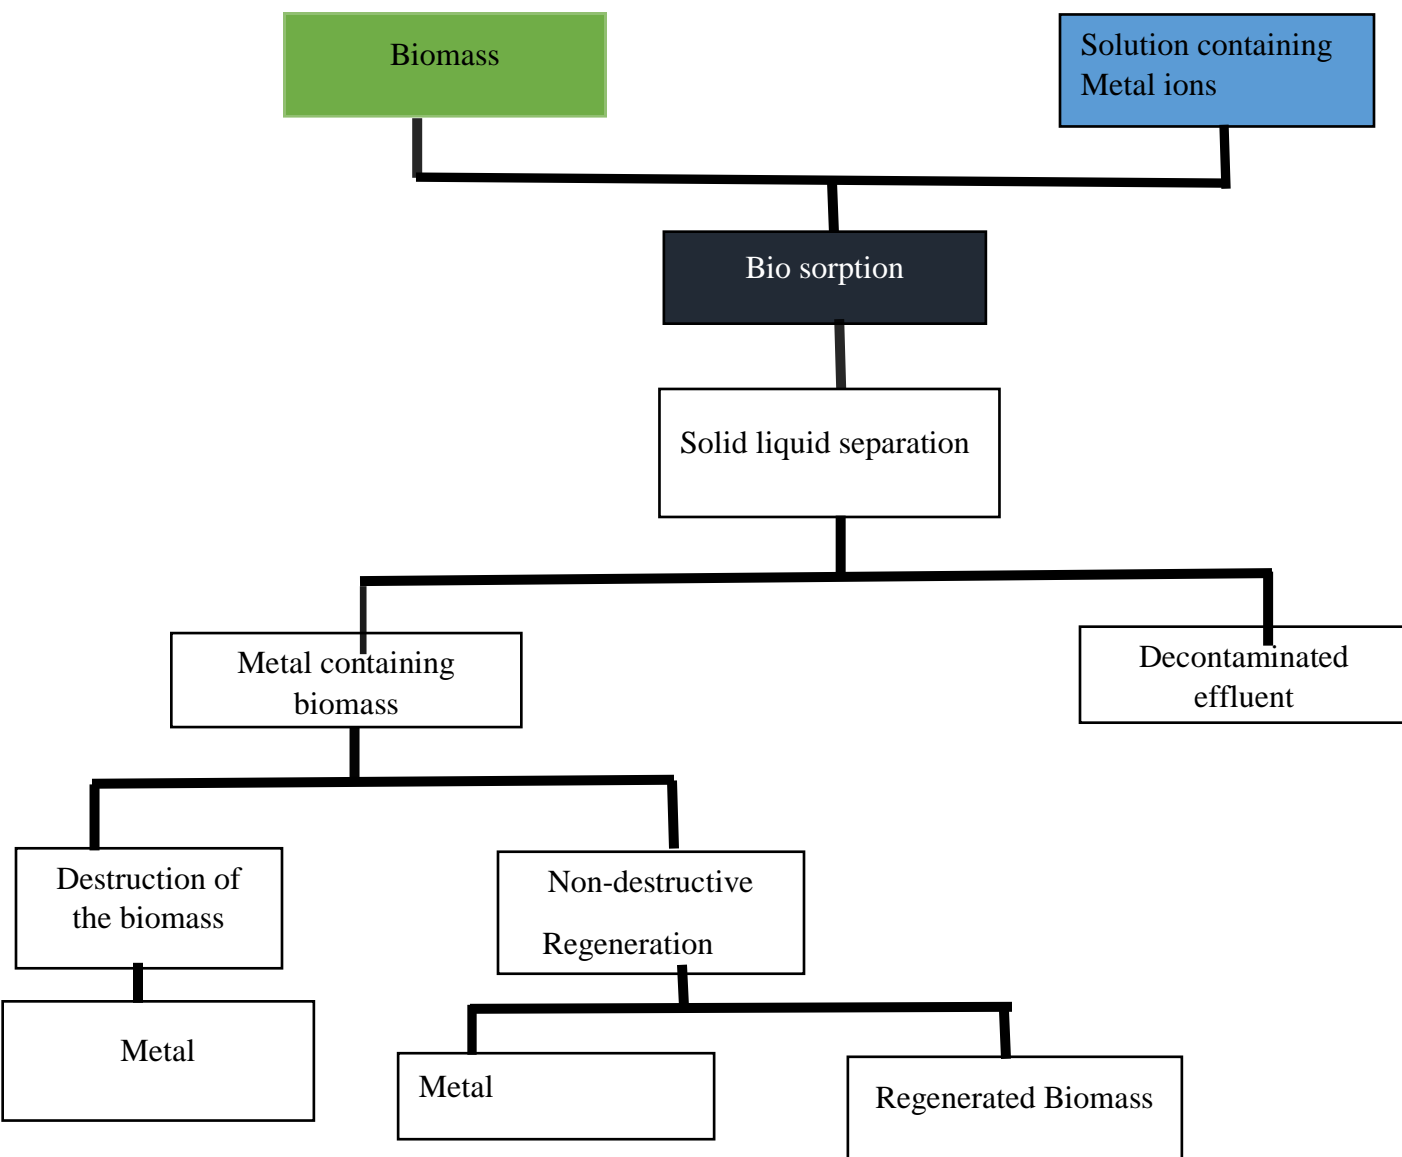 Biomass
Solution containing
Metal ions
Bio sorption
Solid liquid separation
Metal containing
biomass
Decontaminated
effluent
Destruction of
the biomass
Non-destructive
Regeneration
Metal
Metal
Regenerated Biomass